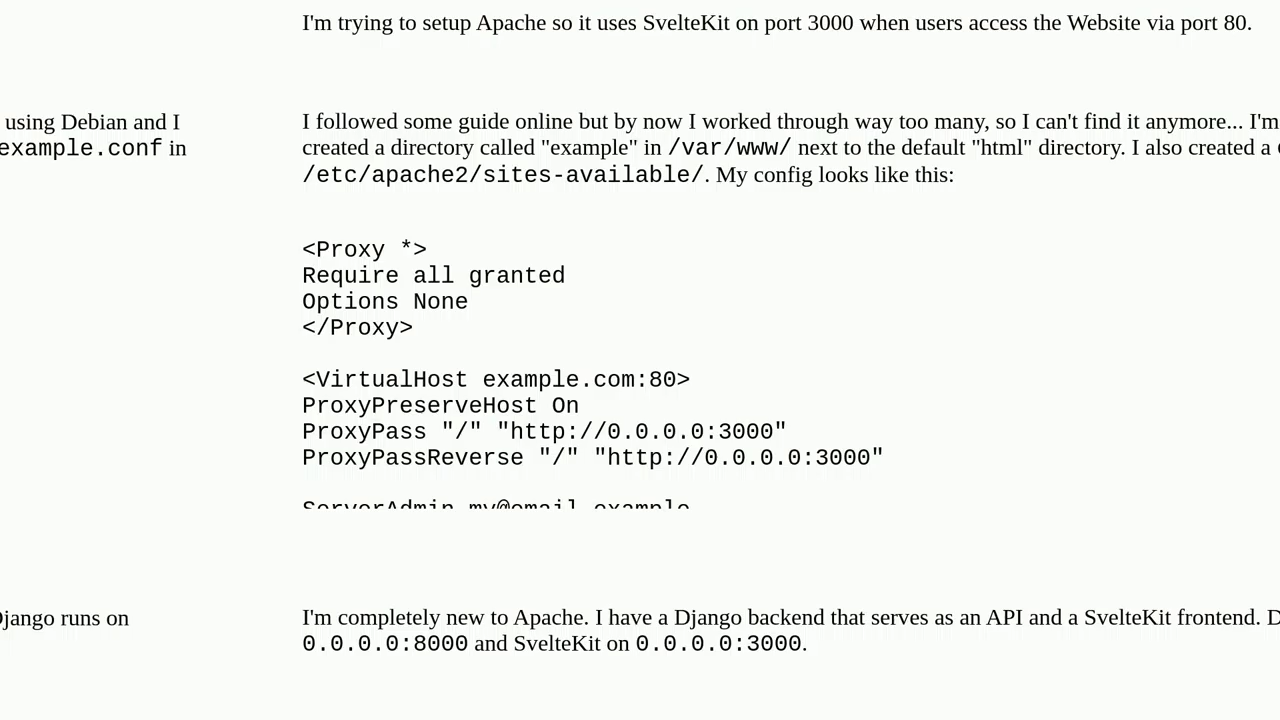 I'm trying to setup Apache so it uses SvelteKit on port 3000 when users access the Website via port 80.
using Debian and I
example.conf in
I followed some guide online but by now I worked through way too many, so I can't find it anymore... I'm
created a directory called "example" in /var/www/ next to the default "html" directory. I also created a
/etc/apache2/sites-available/. My config looks like this:
<Proxy *>
Require all granted
Options None
</Proxy>
<VirtualHost example.com:80>
ProxyPreserveHost On
ProxyPass "/" "http://0.0.0.0:3000"
ProxyPassReverse "/" "http://0.0.0.0:3000"
ServerAdmin my@email.example
Django runs on
I'm completely new to Apache. I have a Django backend that serves as an API and a SvelteKit frontend.
0.0.0.0:8000 and SvelteKit on 0.0.0.0:3000.